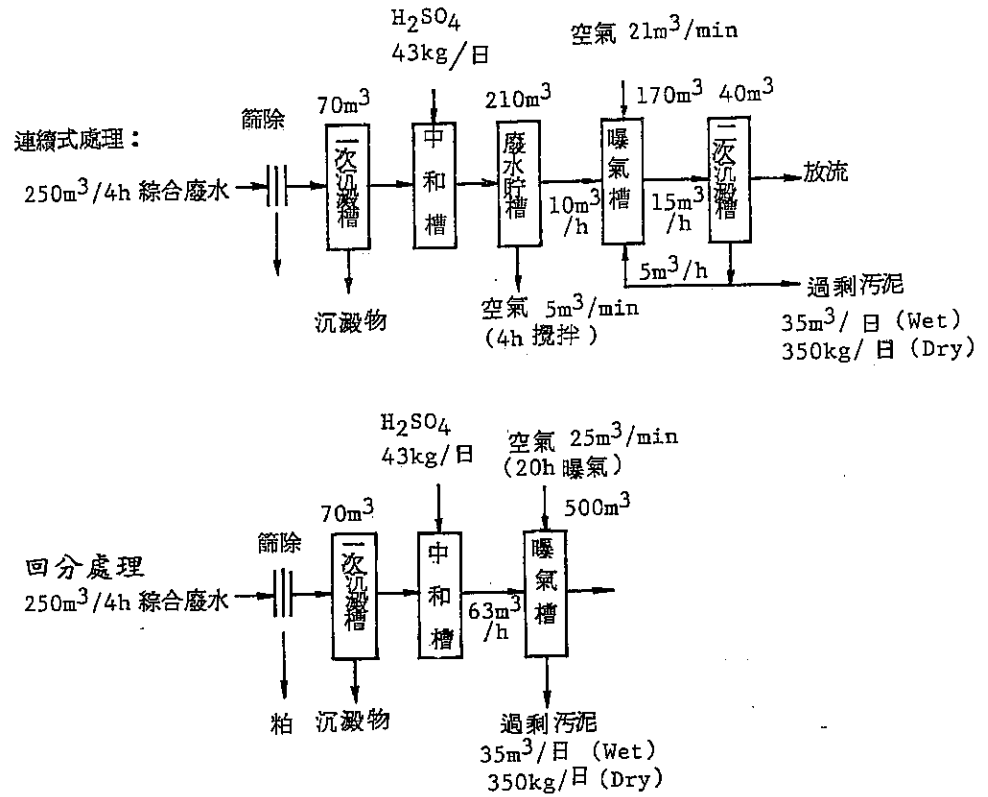 H2SO4
43kg/日
空氣 21m3/min
連續式處理：
250m3/4h 綜合廢水
篩除
70m3
一次沉澱槽
沉澱物
中和槽
210m3
廢水貯槽
空氣 5m3/min
(4h 攪拌)
10m3
/h
170m3
曝氣槽
15m3
/h
40m3
二次沉澱槽
放流
5m3/h
過剩污泥
35m3/日 (Wet)
350kg/日 (Dry)
H2SO4
43kg/日
空氣 25m3/min
(20h 曝氣)
回分處理
250m3/4h 綜合廢水
篩除
粕
70m3
一次沉澱槽
沉澱物
中和槽
63m3
/h
500m3
曝氣槽
過剩污泥
35m3/日 (Wet)
350kg/日 (Dry)